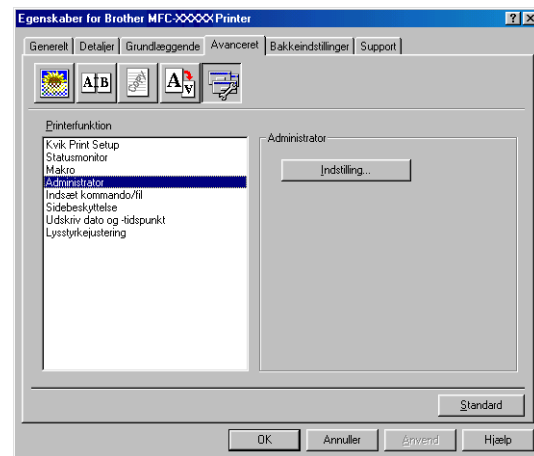 Egenskaber for Brother MFC-XXXXX Printer
Generelt Detaljer Grundlæggende Avanceret Bakkeindstillinger Support
A B
A A
Printerfunktion
Kvik Print Setup
Statusmonitor
Makro
Administrator
Indsæt kommando/fil
Sidebeskyttelse
Udskriv dato og -tidspunkt
Lysstyrkejustering
Administrator
Indstilling...
Standard
OK Annuller Anvend Hjælp